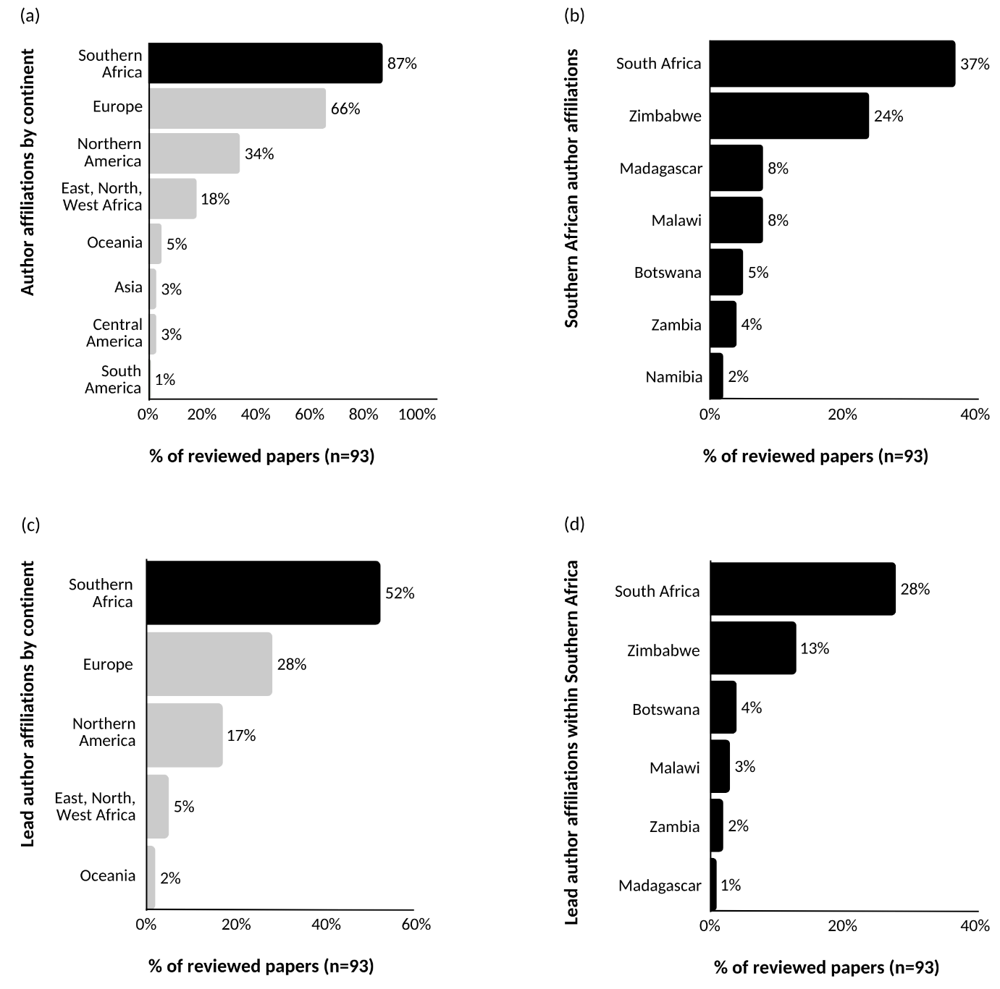 (a)
Author affiliations by continent
Southern
Africa
87%
Europe
66%
Northern
America
34%
East, North,
West Africa
18%
Oceania
5%
Asia
3%
Central
America
3%
South
America
1%
0% 20% 40% 60% 80% 100%
% of reviewed papers (n=93)
(b)
Southern African author affiliations
South Africa
37%
Zimbabwe
24%
Madagascar
8%
Malawi
8%
Botswana
5%
Zambia
4%
Namibia
2%
0% 20% 40%
% of reviewed papers (n=93)
(c)
Lead author affiliations by continent
Southern
Africa
52%
Europe
28%
Northern
America
17%
East, North,
West Africa
5%
Oceania
2%
0% 20% 40% 60%
% of reviewed papers (n=93)
(d)
Lead author affiliations within Southern Africa
South Africa
28%
Zimbabwe
13%
Botswana
4%
Malawi
3%
Zambia
2%
Madagascar
1%
0% 20% 40%
% of reviewed papers (n=93)